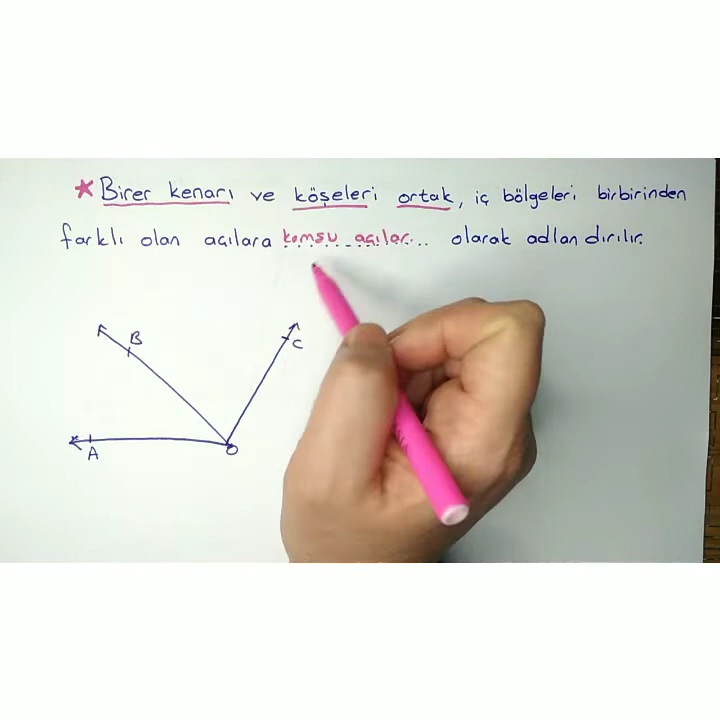 * Birer kenarı ve köşeleri ortak, iç bölgeleri birbirinden
farklı olan açılara komşu açılar... olarak adlandırılır.
B
C
A
O